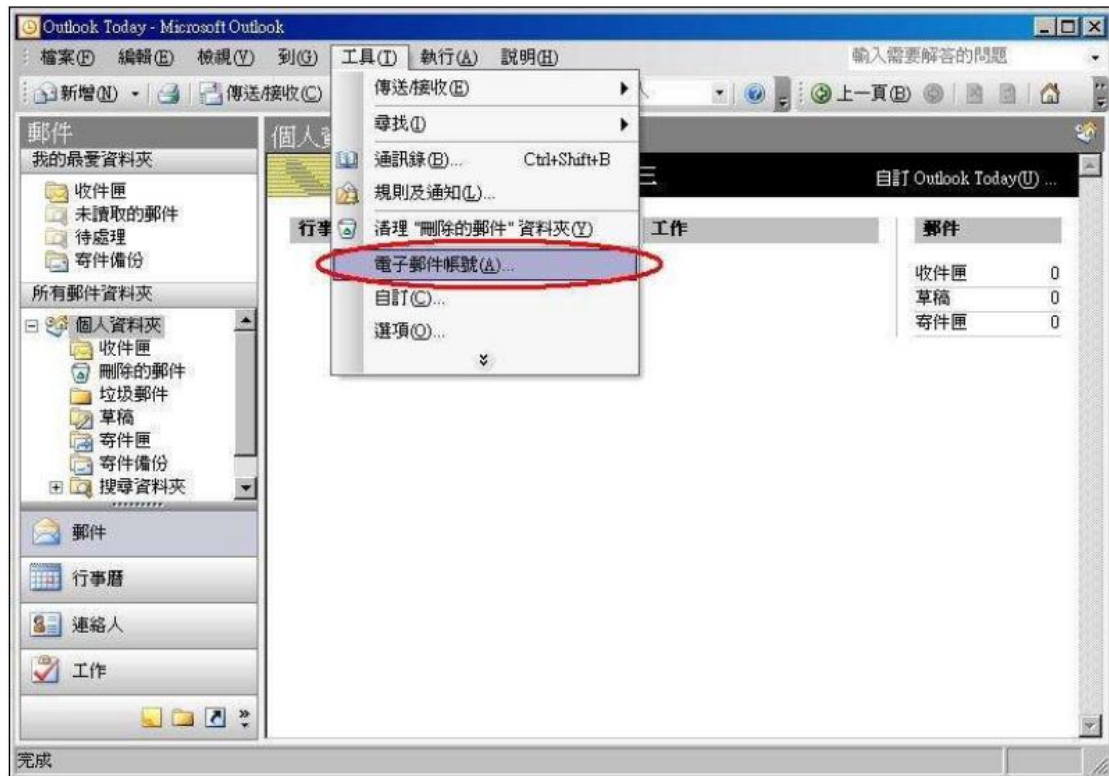 Outlook Today - Microsoft Outlook
檔案(F) 編輯(E) 檢視(V) 到(G) 工具(T) 執行(A) 說明(H) 輸入需要解答的問題
新增(N) 傳送/接收(C) 上一頁(B)
傳送/接收(E)
尋找(I)
通訊錄(B)... Ctrl+Shift+B
規則及通知(L)...
清理 "刪除的郵件" 資料夾(Y)
電子郵件帳號(A)...
自訂(C)...
選項(O)...
郵件
我的最愛資料夾
收件匣
未讀取的郵件
待處理
寄件備份
所有郵件資料夾
個人資料夾
收件匣
刪除的郵件
垃圾郵件
草稿
寄件匣
寄件備份
搜尋資料夾
郵件
行事曆
連絡人
工作
個人
三 自訂 Outlook Today(U) ...
行事 工作 郵件
收件匣 0
草稿 0
寄件匣 0
完成